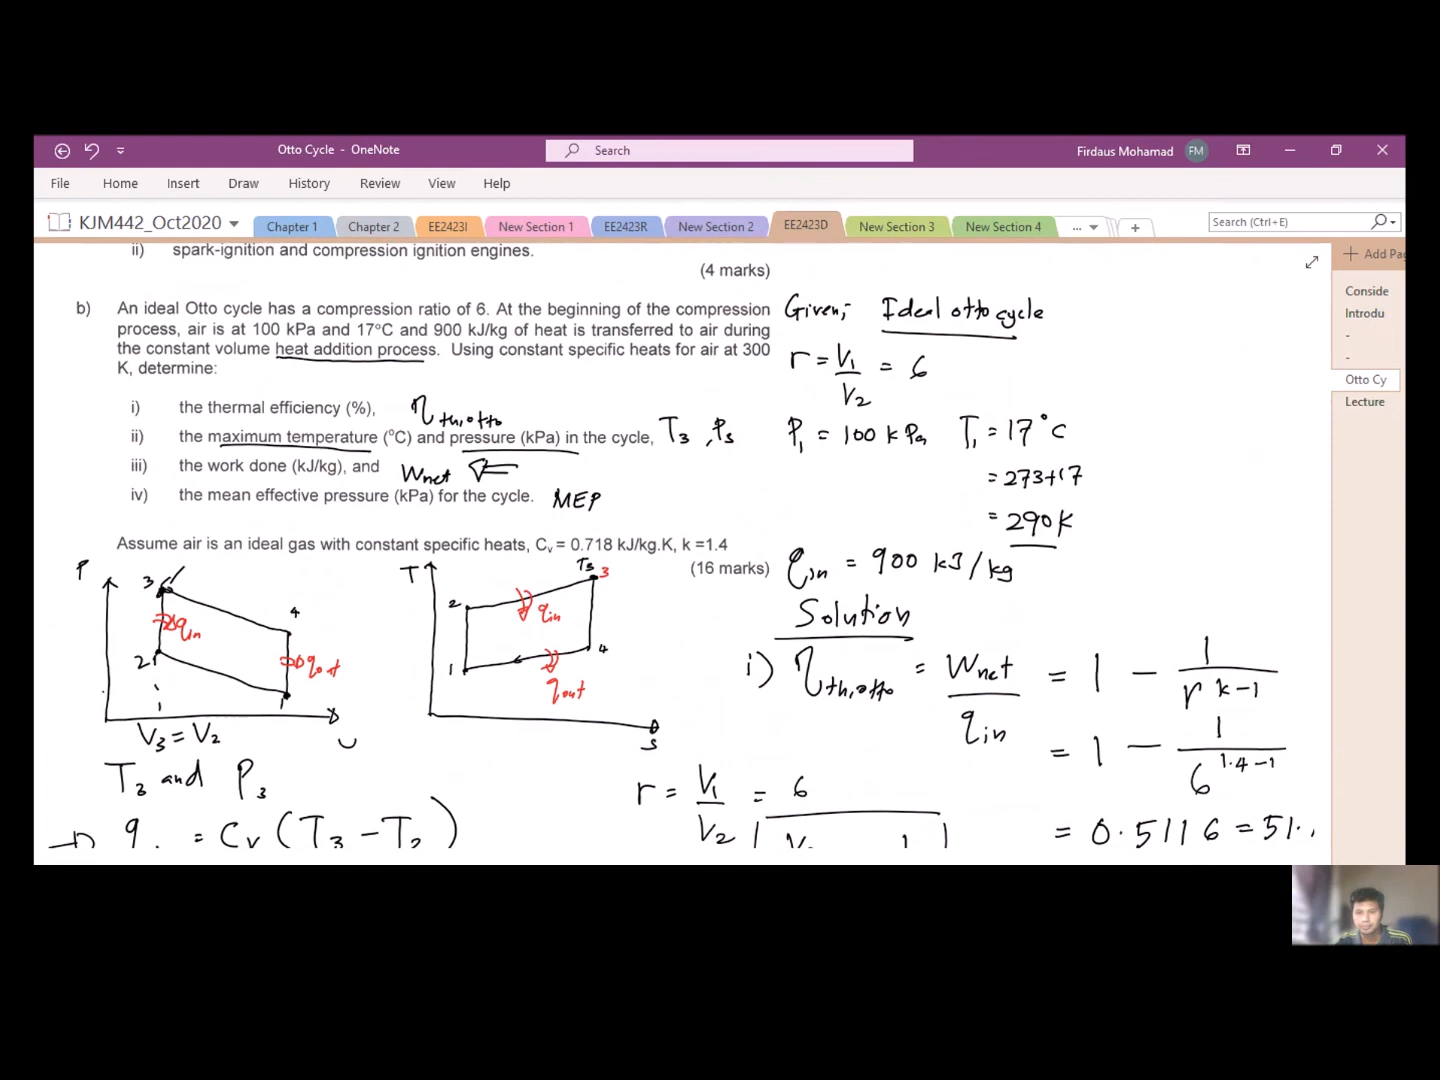 Otto Cycle - OneNote
Search
Firdaus Mohamad FM
File Home Insert Draw History Review View Help
KJM442_Oct2020
Chapter 1 Chapter 2 EE2423I New Section 1 EE2423R New Section 2 EE2423D New Section 3 New Section 4 ...
Search (Ctrl+E)
Add Pag
Conside
Introdu
-
-
Otto Cy
Lecture
ii) spark-ignition and compression ignition engines.
(4 marks)
b) An ideal Otto cycle has a compression ratio of 6. At the beginning of the compression
process, air is at 100 kPa and 17°C and 900 kJ/kg of heat is transferred to air during
the constant volume heat addition process. Using constant specific heats for air at 300
K, determine:
i) the thermal efficiency (%), η th,otto
ii) the maximum temperature (°C) and pressure (kPa) in the cycle, T3 , P3
iii) the work done (kJ/kg), and Wnet
iv) the mean effective pressure (kPa) for the cycle. MEP
Assume air is an ideal gas with constant specific heats, Cv = 0.718 kJ/kg.K, k =1.4
(16 marks)
Given; Ideal otto cycle
r = V1/V2 = 6
P1 = 100 kPa T1 = 17°C
= 273+17
= 290K
qin = 900 kJ/kg
Solution
i) η th,otto = Wnet/qin = 1 - 1/r^k-1
= 1 - 1/6^1.4-1
= 0.5116 = 51.
P 3 4 2 1 qin qout υ
V3 = V2
T T3 3 2 1 4 qin qout s
T3 and P3
q = Cv (T3 - T2)
r = V1/V2 = 6